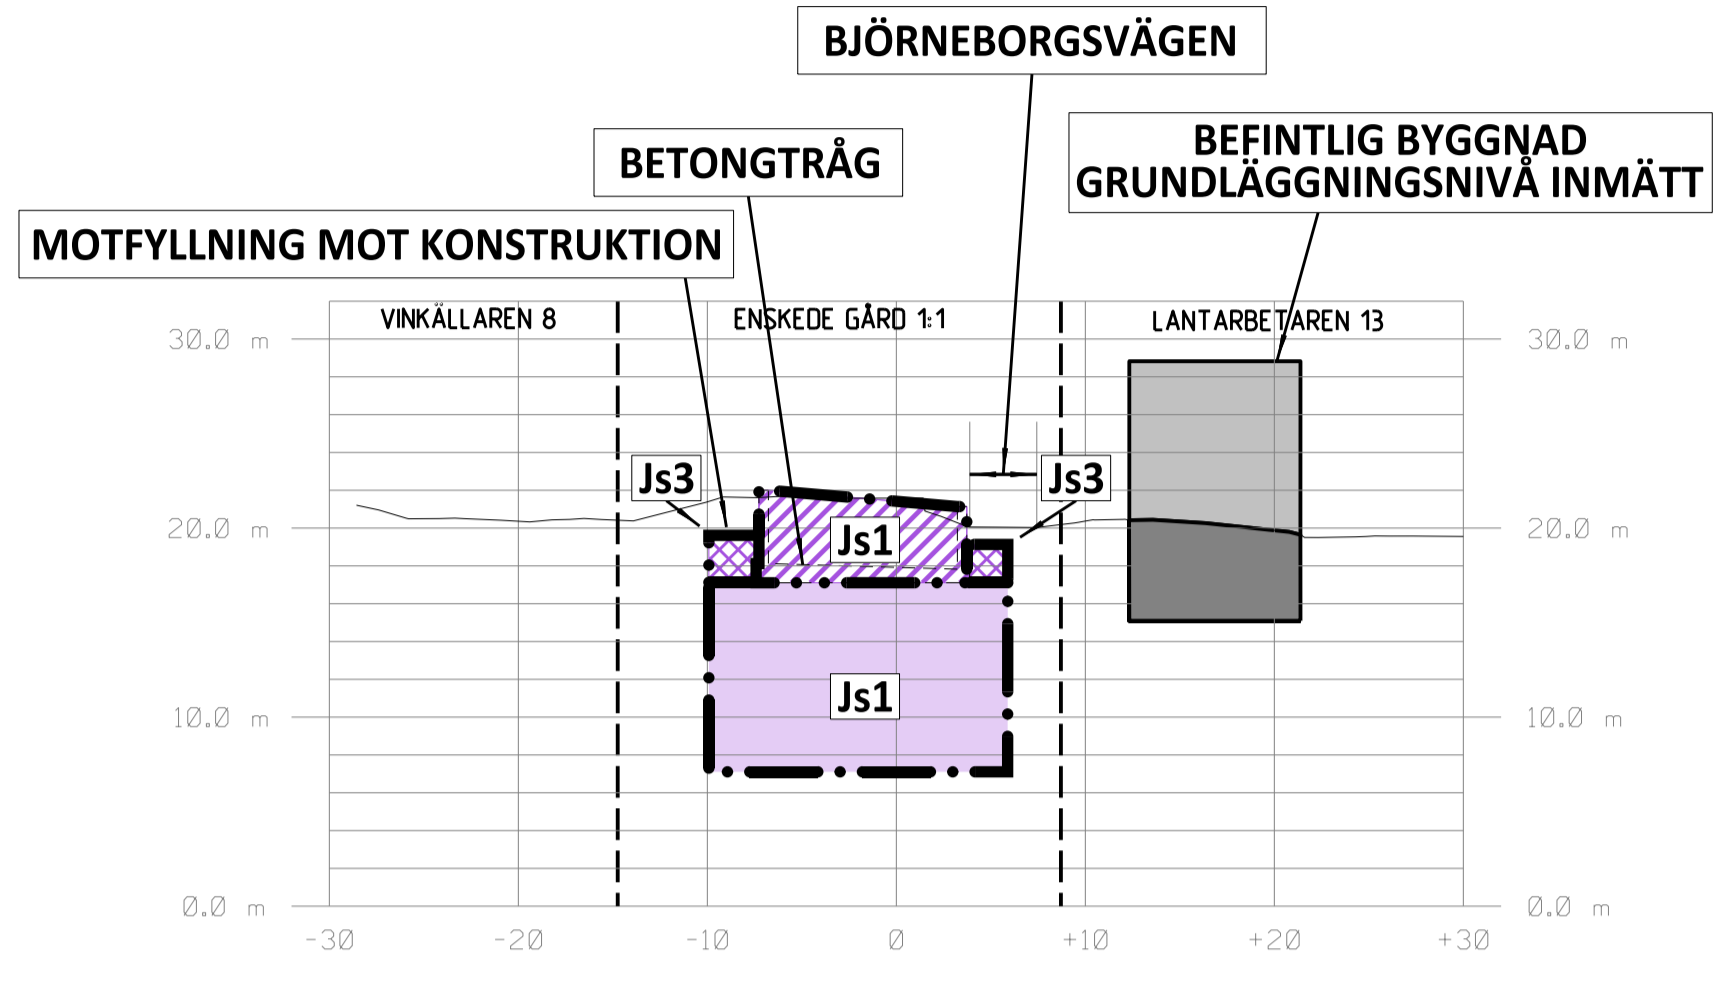 BJÖRNEBORGSVÄGEN
BEFINTLIG BYGGNAD
GRUNDLÄGGNINGSNIVÅ INMÄTT
BETONGTRÅG
MOTFYLLNING MOT KONSTRUKTION
VINKÄLLAREN 8
ENSKEDE GÅRD 1:1
LANTARBETAREN 13
30.0 m
30.0 m
Js3
Js3
20.0 m
Js1
20.0 m
Js1
10.0 m
10.0 m
0.0 m
0.0 m
-30
-20
-10
0
+10
+20
+30